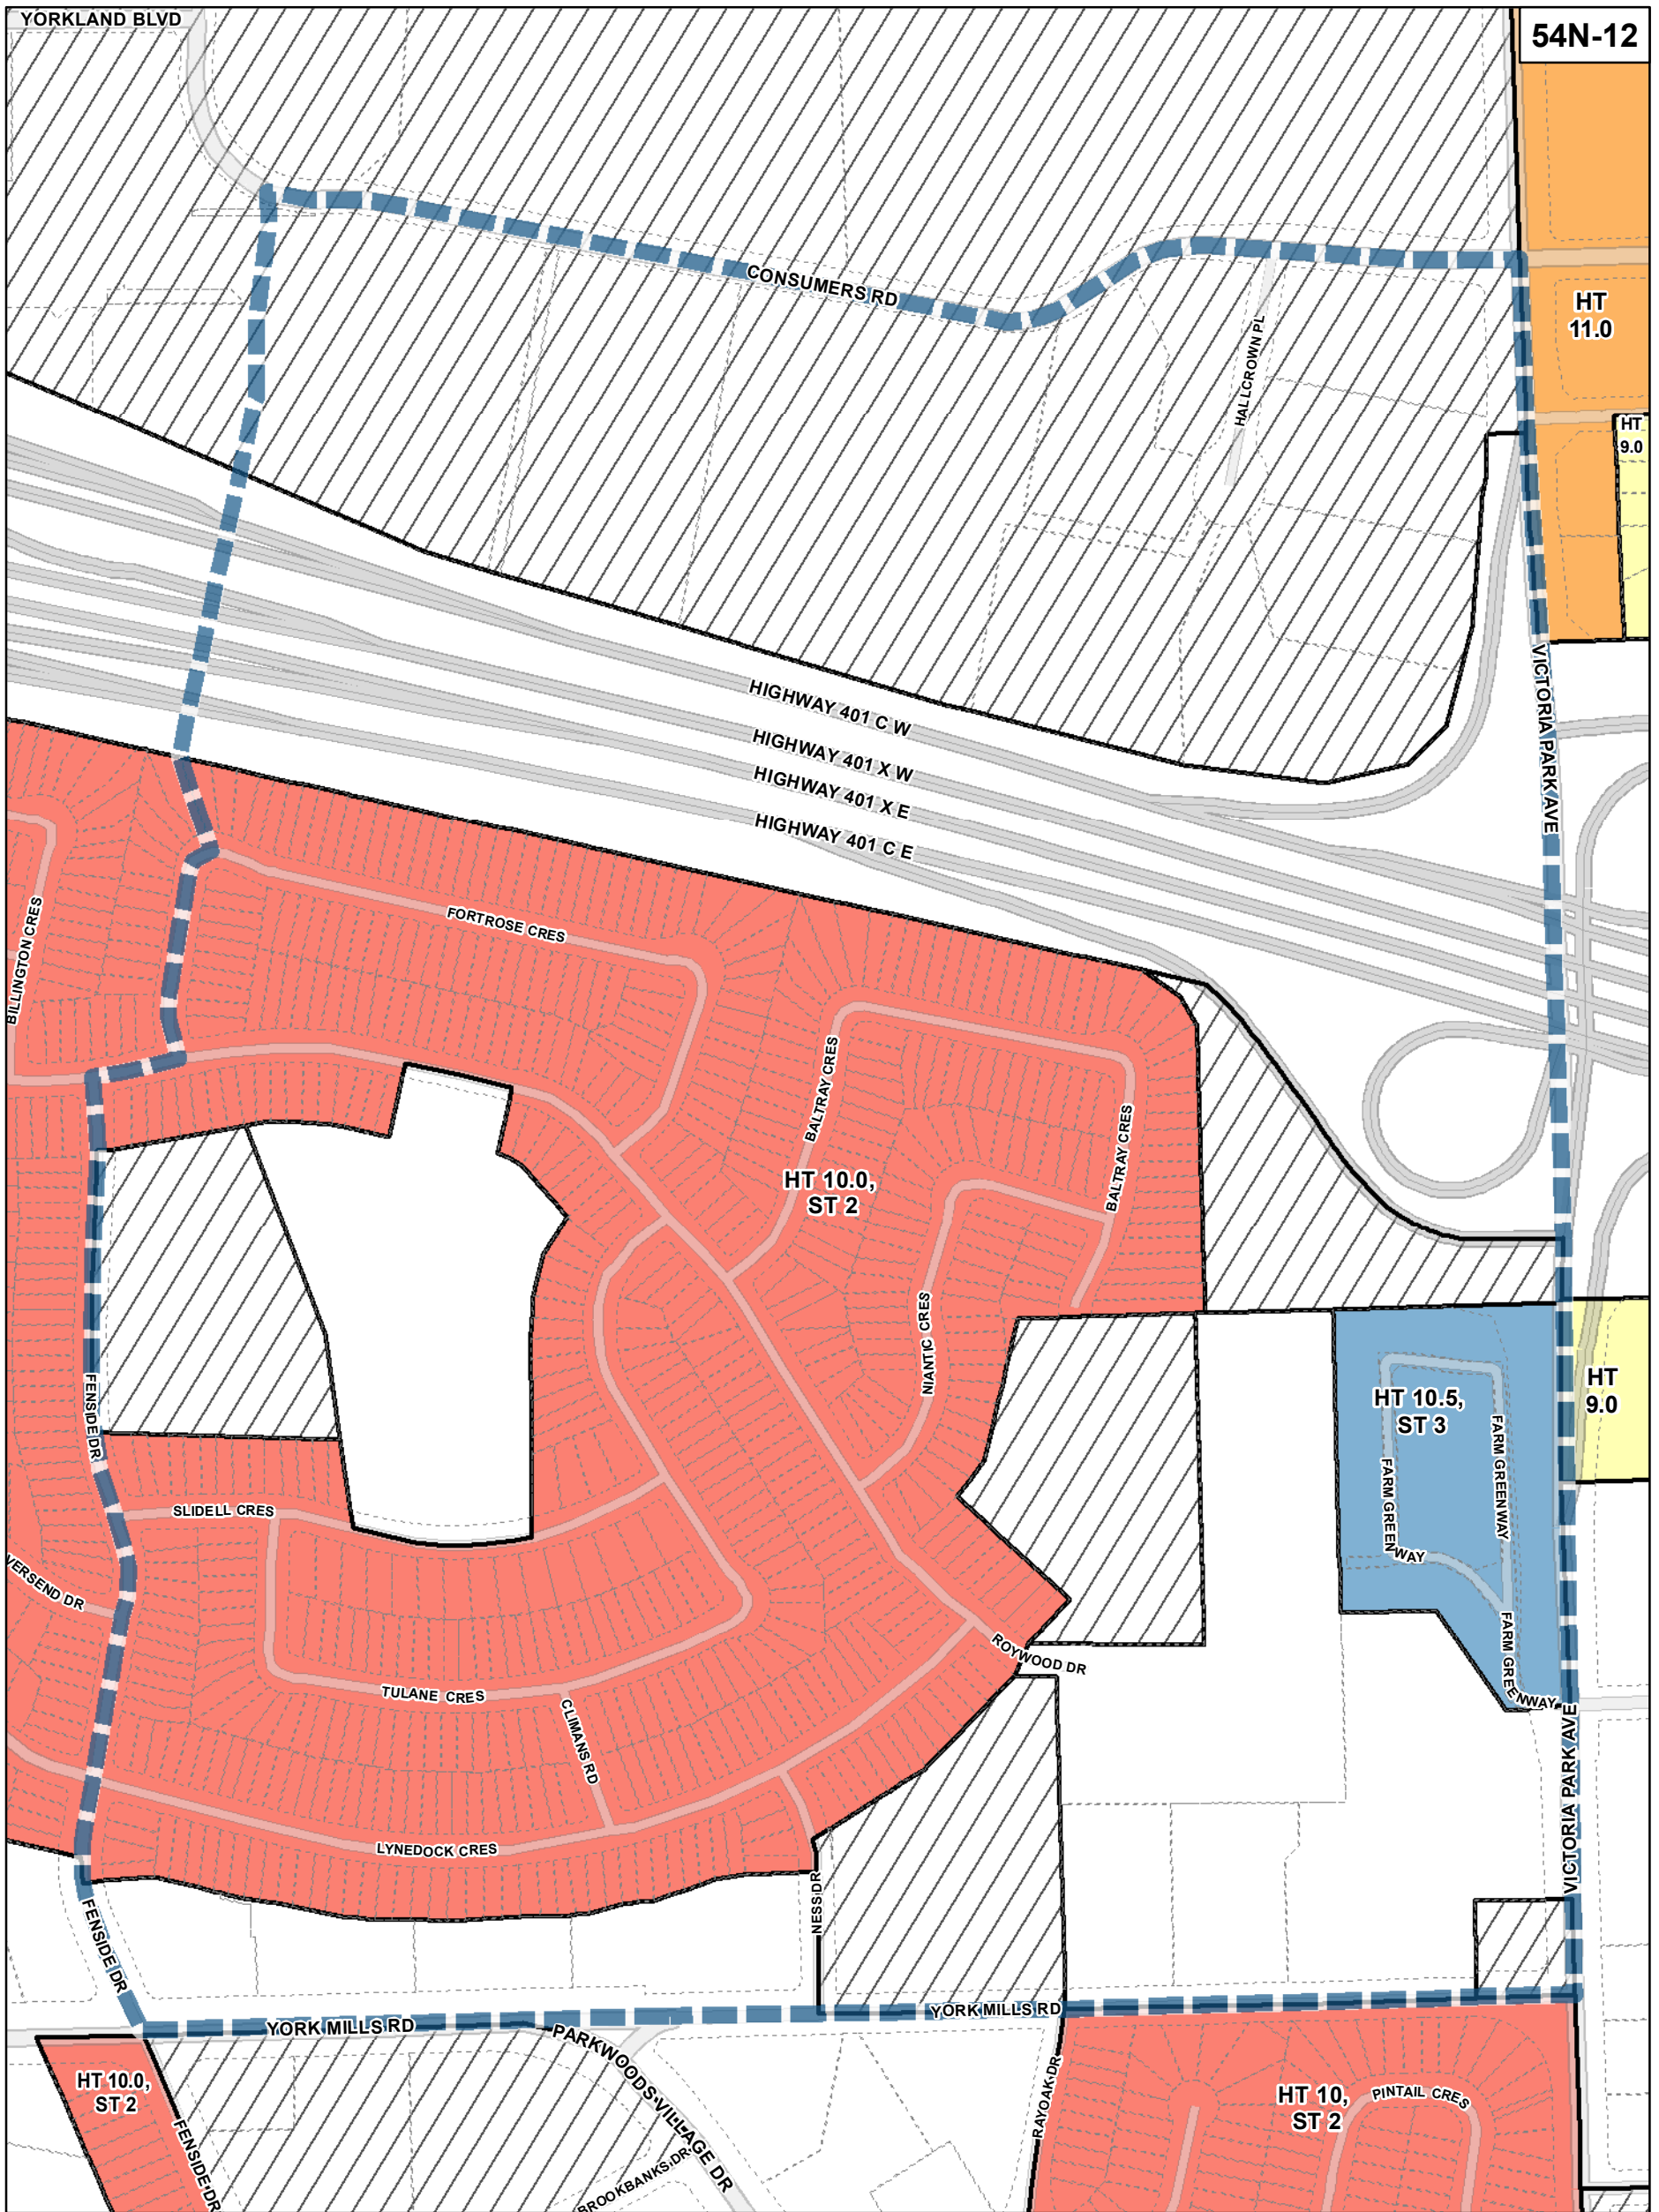 YORKLAND BLVD
54N-12
CONSUMERS RD
HT
11.0
HALLCROWN PL
HT
9.0
VICTORIA PARK AVE
HIGHWAY 401 C W
HIGHWAY 401 X W
HIGHWAY 401 X E
HIGHWAY 401 C E
BILLINGTON CRES
FORTROSE CRES
BALTRAY CRES
BALTRAY CRES
HT 10.0,
ST 2
NIANTIC CRES
FENSIDE DR
HT 10.5,
ST 3
HT
9.0
FARM GREENWAY
FARM GREENWAY
FARM GREENWAY
SLIDELL CRES
VERSEND DR
ROYWOOD DR
TULANE CRES
CLIMANS RD
VICTORIA PARK AVE
LYNEDOCK CRES
NESS DR
FENSIDE DR
YORK MILLS RD
YORK MILLS RD
PARKWOODS VILLAGE DR
HT 10.0,
ST 2
FENSIDE DR
BROOKBANKS DR
RAYOAK DR
HT 10,
ST 2
PINTAIL CRES